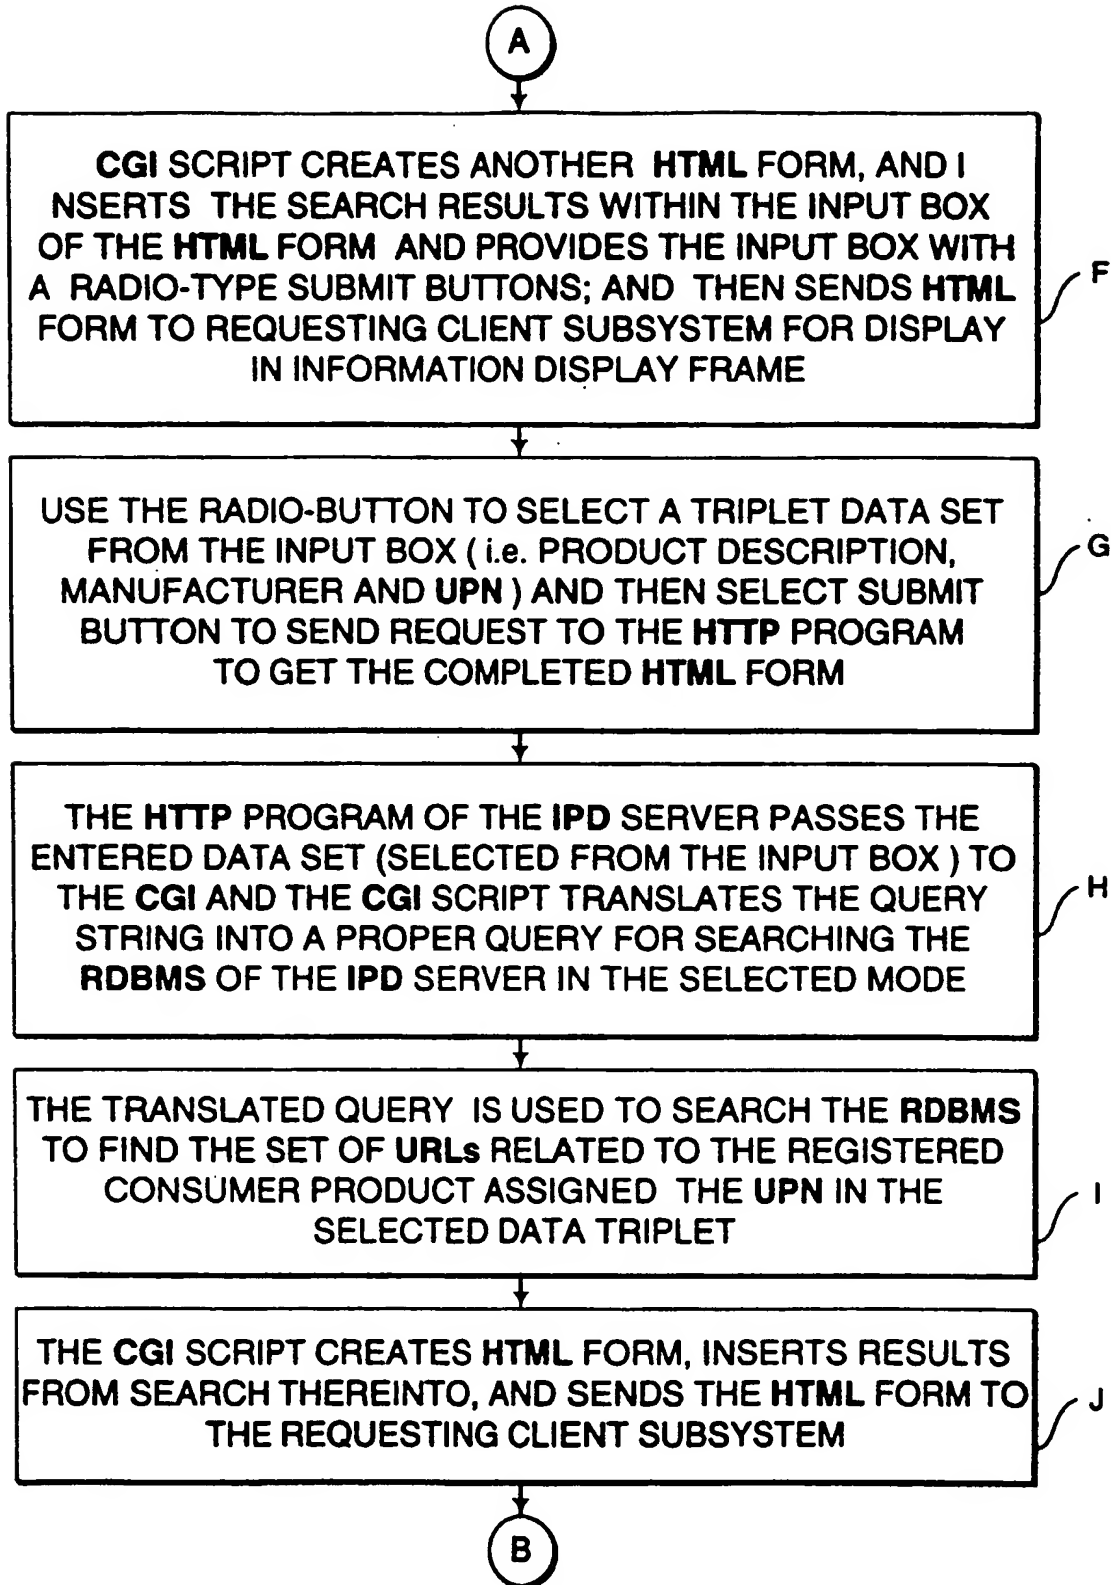 A
CGI SCRIPT CREATES ANOTHER HTML FORM, AND I
NSERTS THE SEARCH RESULTS WITHIN THE INPUT BOX
OF THE HTML FORM AND PROVIDES THE INPUT BOX WITH
A RADIO-TYPE SUBMIT BUTTONS; AND THEN SENDS HTML
FORM TO REQUESTING CLIENT SUBSYSTEM FOR DISPLAY
IN INFORMATION DISPLAY FRAME
F
USE THE RADIO-BUTTON TO SELECT A TRIPLET DATA SET
FROM THE INPUT BOX ( i.e. PRODUCT DESCRIPTION,
MANUFACTURER AND UPN ) AND THEN SELECT SUBMIT
BUTTON TO SEND REQUEST TO THE HTTP PROGRAM
TO GET THE COMPLETED HTML FORM
G
THE HTTP PROGRAM OF THE IPD SERVER PASSES THE
ENTERED DATA SET (SELECTED FROM THE INPUT BOX ) TO
THE CGI AND THE CGI SCRIPT TRANSLATES THE QUERY
STRING INTO A PROPER QUERY FOR SEARCHING THE
RDBMS OF THE IPD SERVER IN THE SELECTED MODE
H
THE TRANSLATED QUERY IS USED TO SEARCH THE RDBMS
TO FIND THE SET OF URLs RELATED TO THE REGISTERED
CONSUMER PRODUCT ASSIGNED THE UPN IN THE
SELECTED DATA TRIPLET
I
THE CGI SCRIPT CREATES HTML FORM, INSERTS RESULTS
FROM SEARCH THEREINTO, AND SENDS THE HTML FORM TO
THE REQUESTING CLIENT SUBSYSTEM
J
B